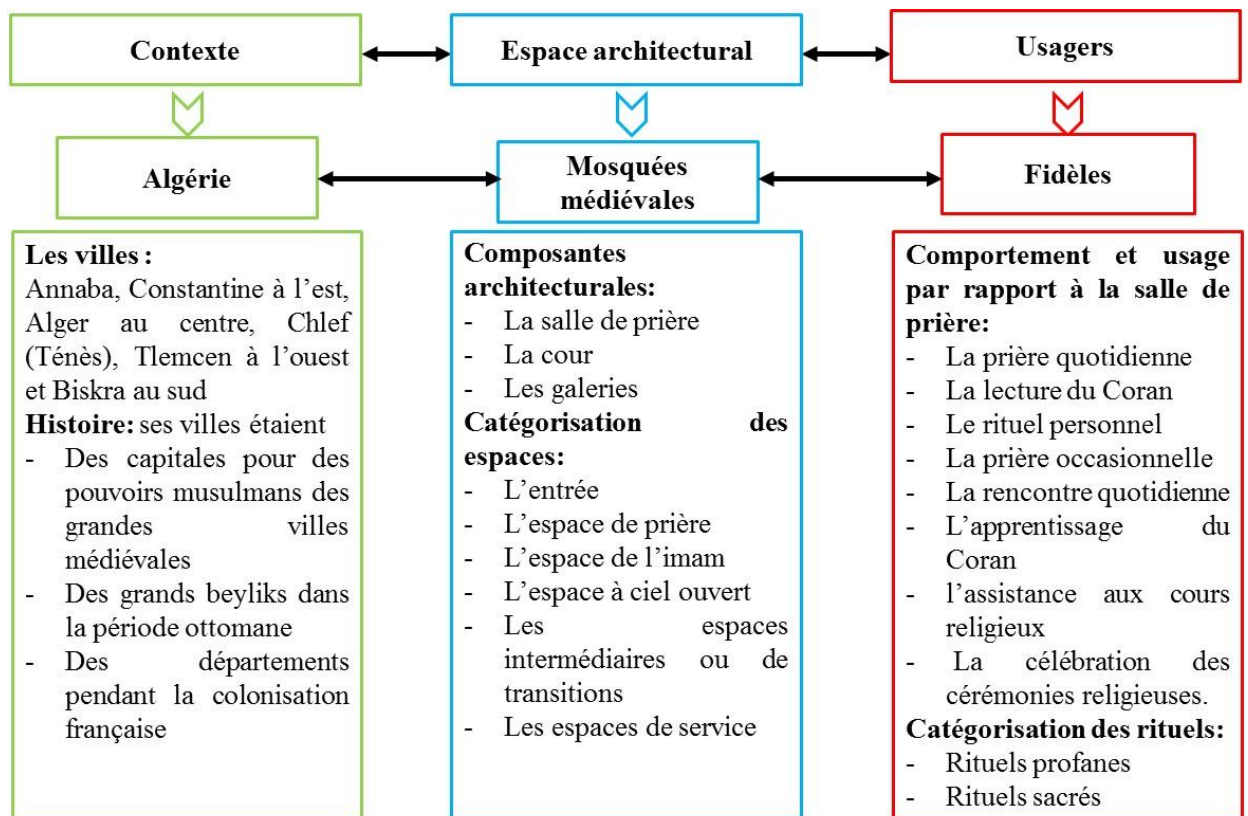 Contexte
Espace architectural
Usagers
Algérie
Mosquées
médiévales
Fidèles
Les villes :
Annaba, Constantine à l’est,
Alger au centre, Chlef
(Ténès), Tlemcen à l’ouest
et Biskra au sud
Histoire: ses villes étaient
- Des capitales pour des
pouvoirs musulmans des
grandes villes
médiévales
- Des grands beyliks dans
la période ottomane
- Des départements
pendant la colonisation
française
Composantes
architecturales:
- La salle de prière
- La cour
- Les galeries
Catégorisation des
espaces:
- L’entrée
- L’espace de prière
- L’espace de l’imam
- L’espace à ciel ouvert
- Les espaces
intermédiaires ou de
transitions
- Les espaces de service
Comportement et usage
par rapport à la salle de
prière:
- La prière quotidienne
- La lecture du Coran
- Le rituel personnel
- La prière occasionnelle
- La rencontre quotidienne
- L’apprentissage du
Coran
- l’assistance aux cours
religieux
- La célébration des
cérémonies religieuses.
Catégorisation des rituels:
- Rituels profanes
- Rituels sacrés